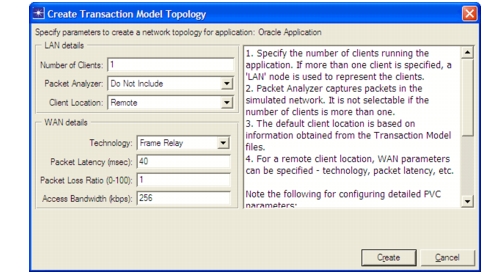 Create Transaction Model Topology
Specify parameters to create a network topology for application: Oracle Application
LAN details
Number of Clients: 1
Packet Analyzer: Do Not Include
Client Location: Remote
WAN details
Technology: Frame Relay
Packet Latency (msec): 40
Packet Loss Ratio (0-100): 1
Access Bandwidth (kbps): 256
1. Specify the number of clients running the
application. If more than one client is specified, a
'LAN' node is used to represent the clients.
2. Packet Analyzer captures packets in the
simulated network. It is not selectable if the
number of clients is more than one.
3. The default client location is based on
information obtained from the Transaction Model
files.
4. For a remote client location, WAN parameters
can be specified - technology, packet latency, etc.
Note the following for configuring detailed PVC
parameters:
Create
Cancel